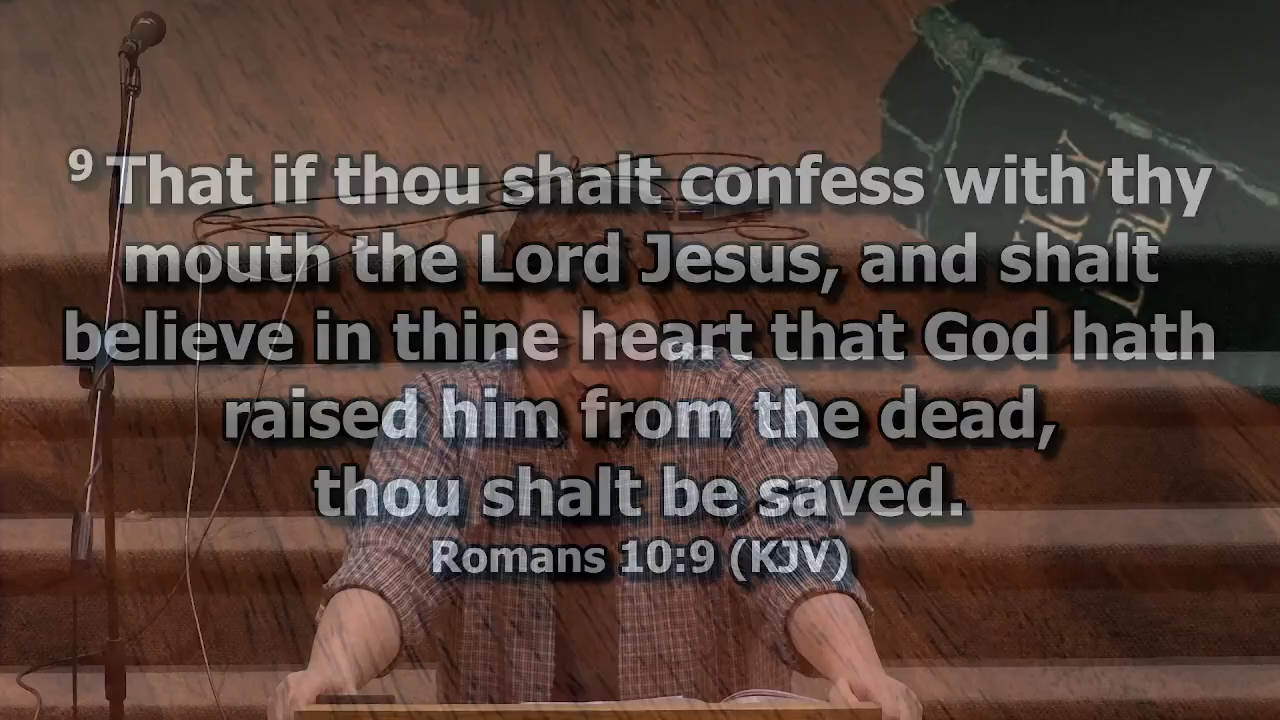 9 That if thou shalt confess with thy
mouth the Lord Jesus, and shalt
believe in thine heart that God hath
raised him from the dead,
thou shalt be saved.
Romans 10:9 (KJV)
HOLY